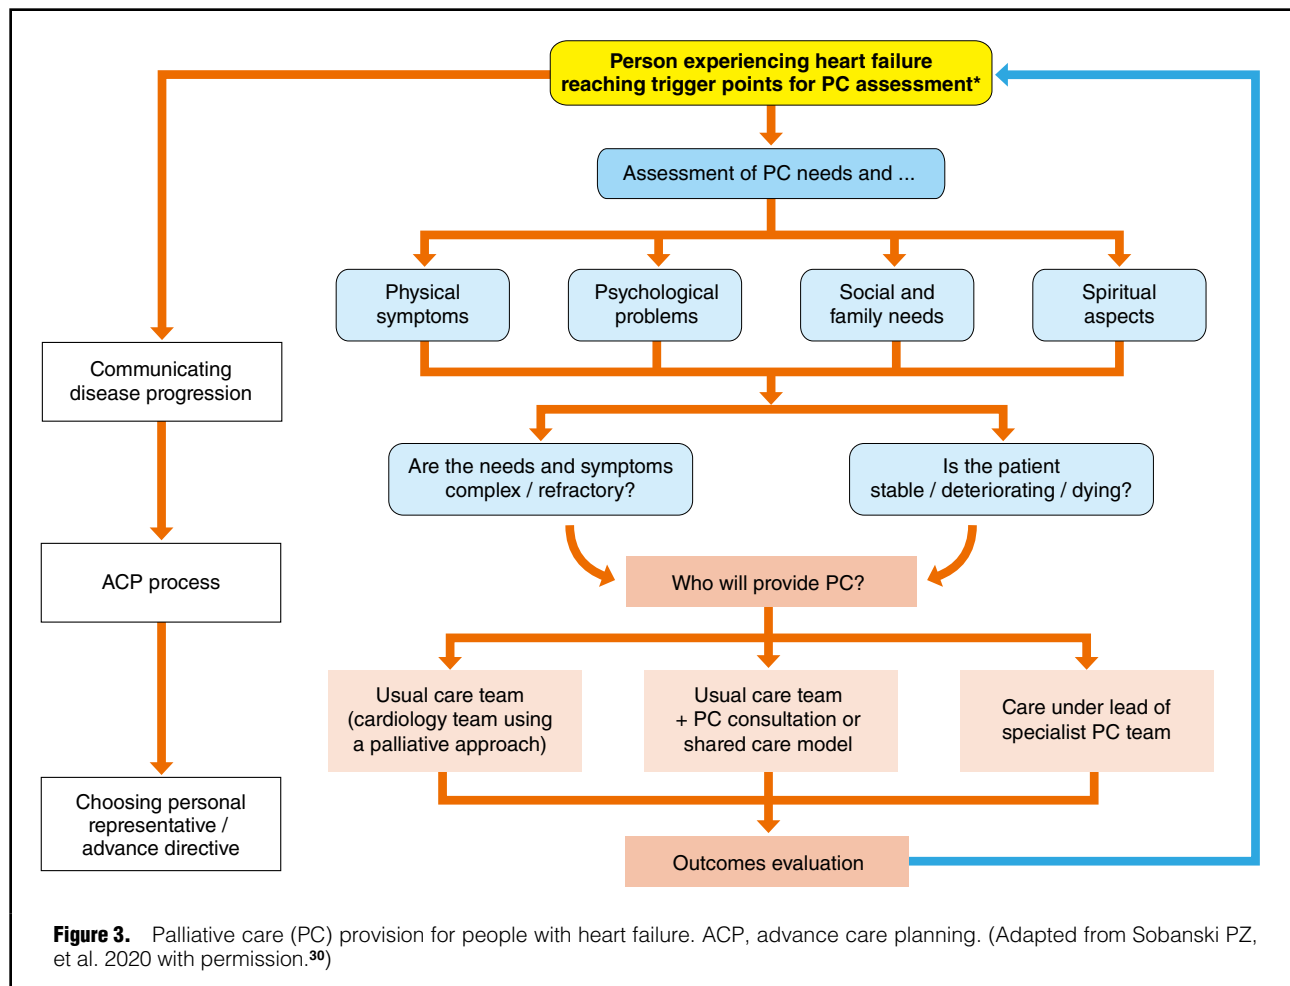 Person experiencing heart failure
reaching trigger points for PC assessment*
Assessment of PC needs and ...
Physical
symptoms
Psychological
problems
Social and
family needs
Spiritual
aspects
Communicating
disease progression
Are the needs and symptoms
complex / refractory?
Is the patient
stable / deteriorating / dying?
ACP process
Who will provide PC?
Usual care team
(cardiology team using
a palliative approach)
Usual care team
+ PC consultation or
shared care model
Care under lead of
specialist PC team
Choosing personal
representative /
advance directive
Outcomes evaluation
Figure 3. Palliative care (PC) provision for people with heart failure. ACP, advance care planning. (Adapted from Sobanski PZ,
et al. 2020 with permission.30)